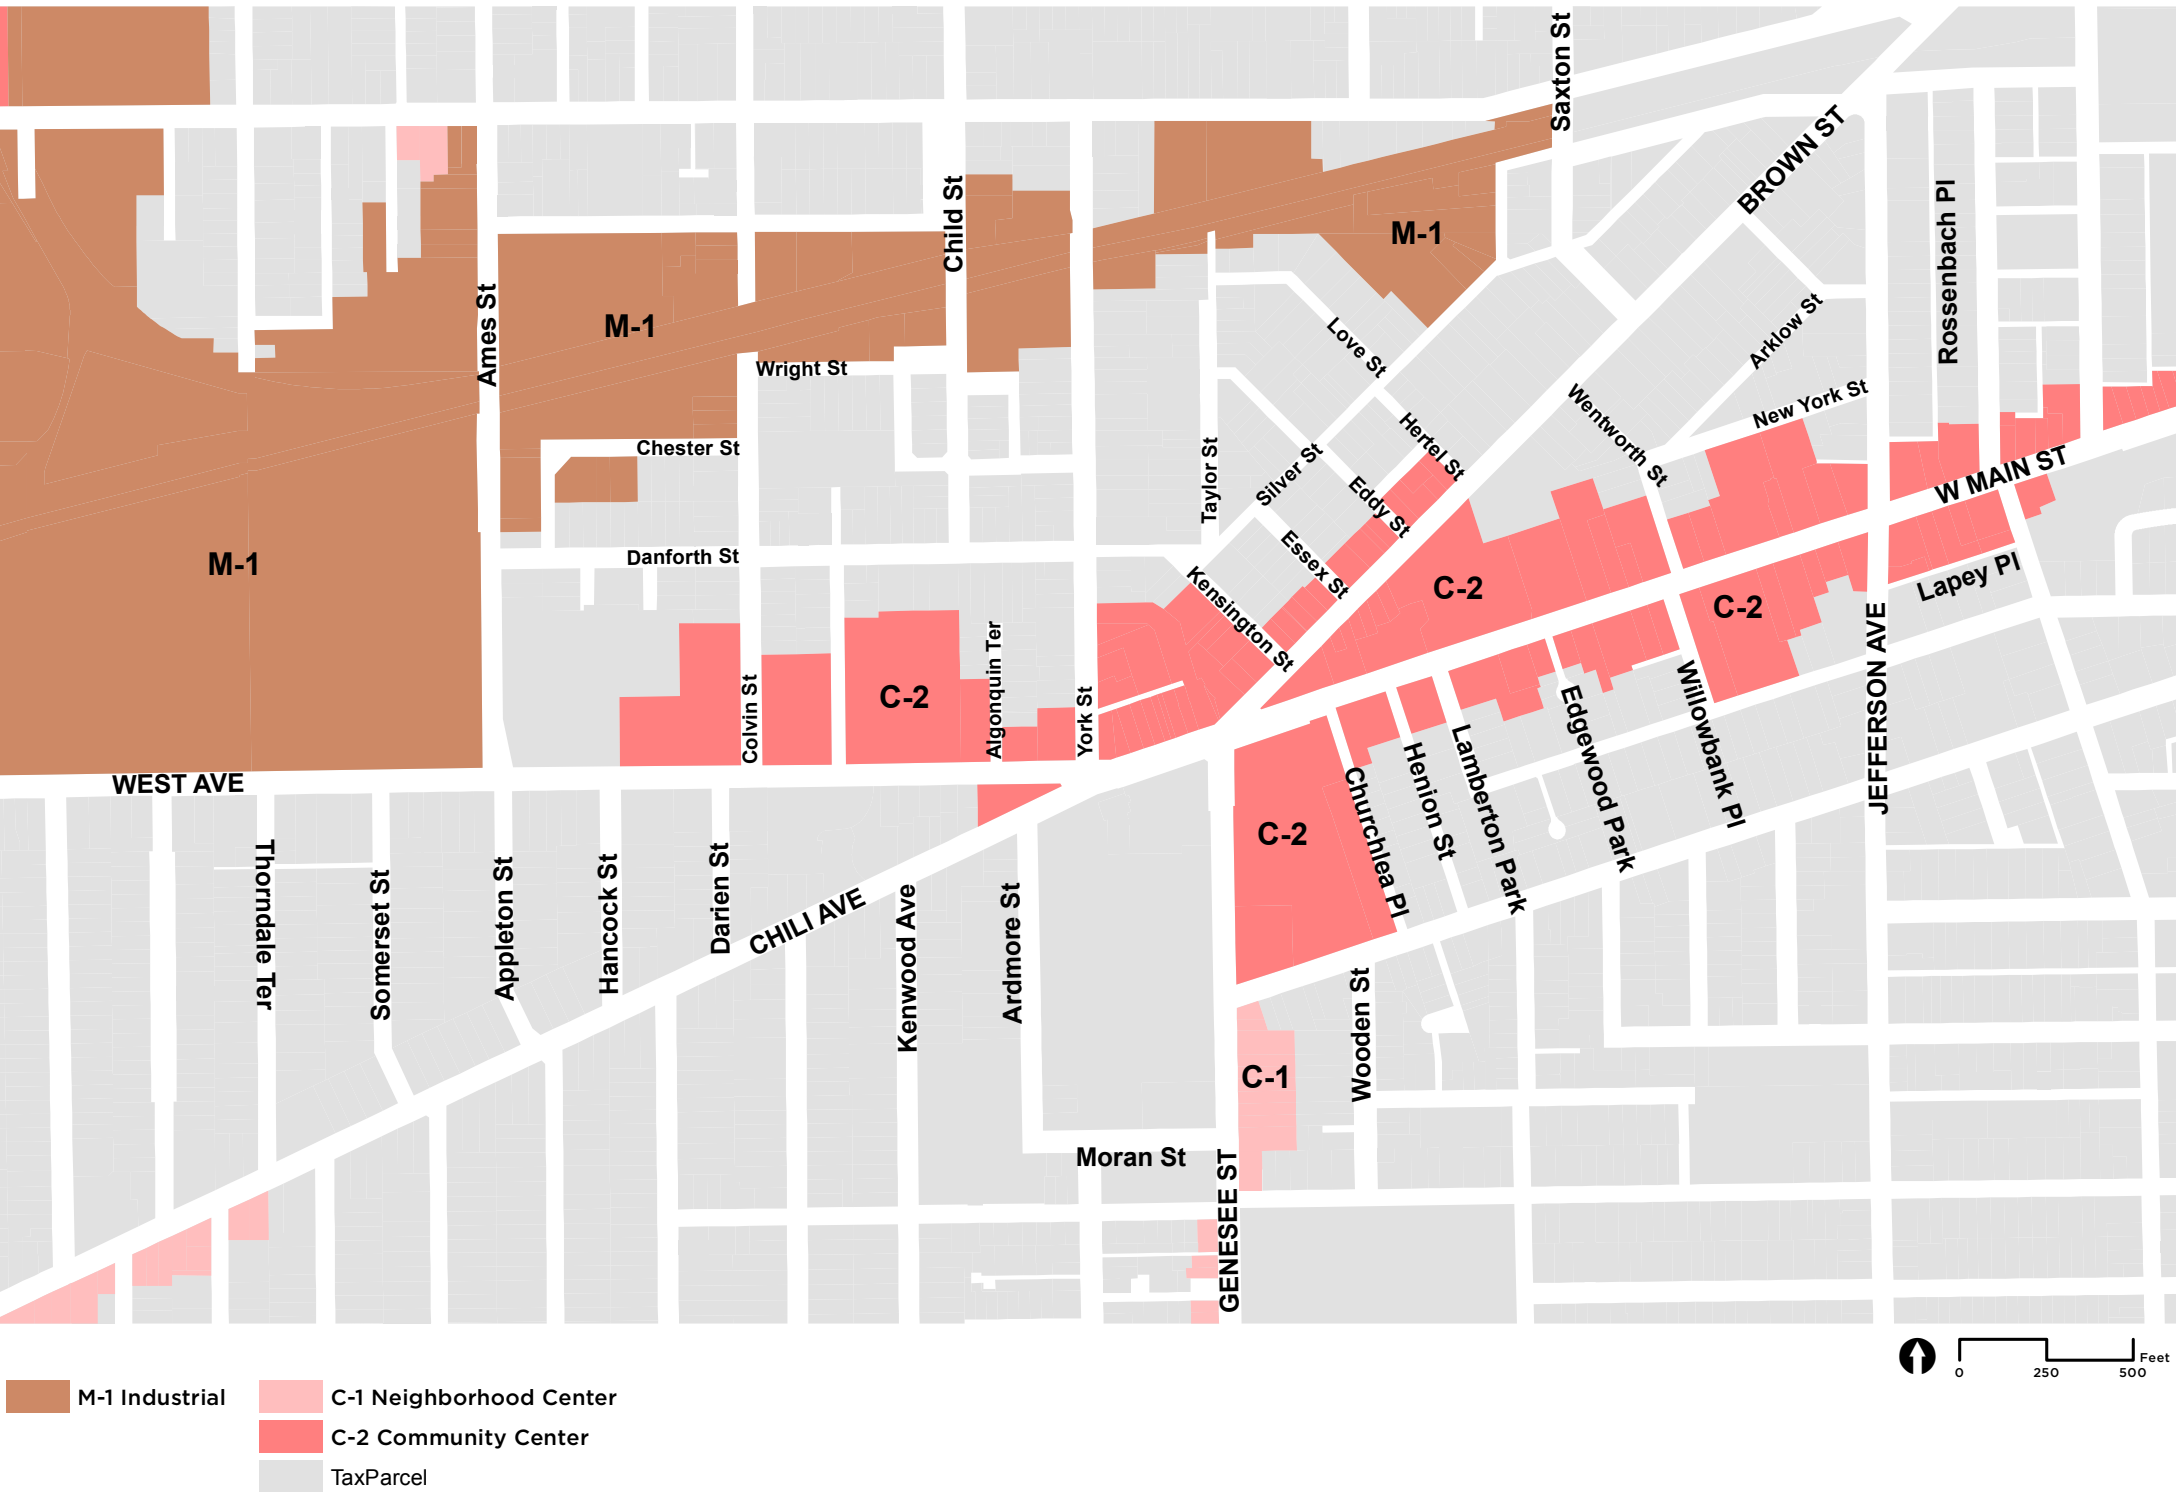 Saxton St
BROWN ST
Child St
Rossenbach Pl
M-1
Ames St
M-1
Love St
Arklow St
Wright St
Wentworth St
New York St
Hertel St
Chester St
Taylor St
Silver St
W MAIN ST
Eddy St
M-1
Danforth St
Essex St
Kensington St
C-2
C-2
Lapey Pl
Algonquin Ter
JEFFERSON AVE
C-2
Colvin St
York St
Willowbank Pl
Edgewood Park
WEST AVE
Lamberton Park
Henion St
Churchlea Pl
C-2
Thorndale Ter
Somerset St
Appleton St
Hancock St
Darien St
CHILI AVE
Kenwood Ave
Ardmore St
Wooden St
C-1
Moran St
GENESEE ST
0 250 500 Feet
M-1 Industrial
C-1 Neighborhood Center
C-2 Community Center
TaxParcel